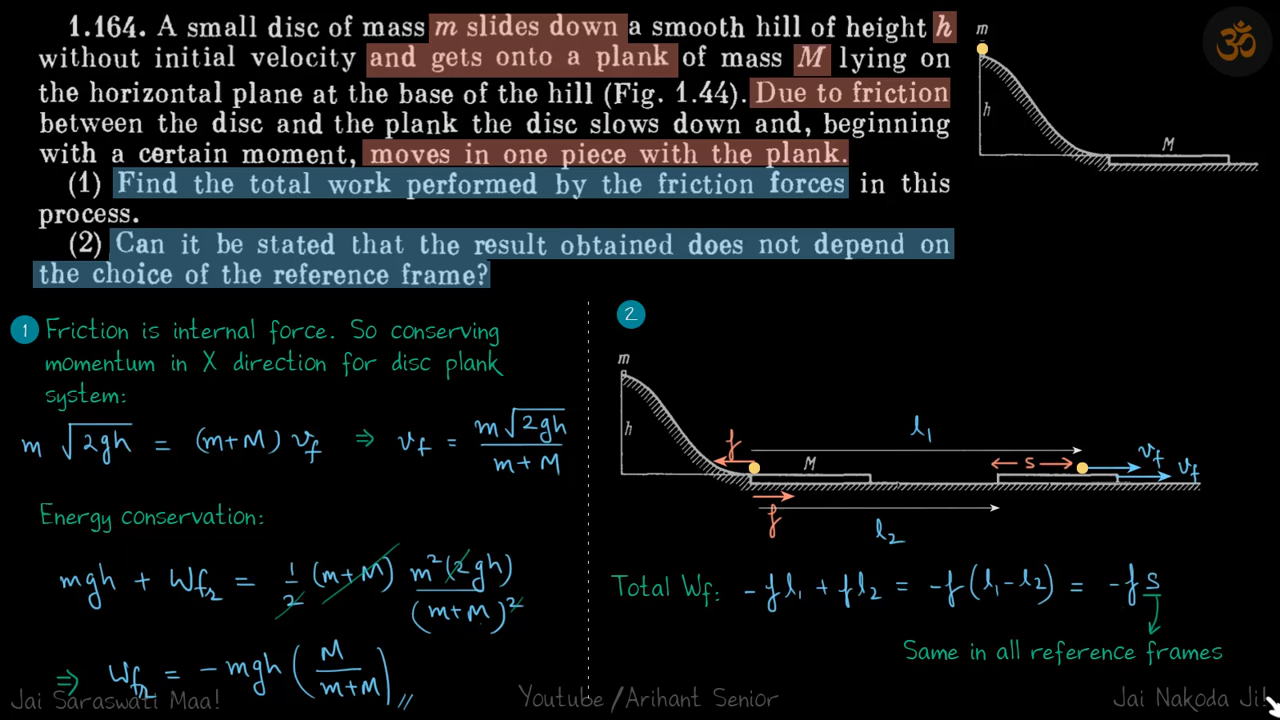 1.164. A small disc of mass m slides down a smooth hill of height h
without initial velocity and gets onto a plank of mass M lying on
the horizontal plane at the base of the hill (Fig. 1.44). Due to friction
between the disc and the plank the disc slows down and, beginning
with a certain moment, moves in one piece with the plank.
(1) Find the total work performed by the friction forces in this
process.
(2) Can it be stated that the result obtained does not depend on
the choice of the reference frame?
m
h
M
ॐ
1 Friction is internal force. So conserving
momentum in X direction for disc plank
system:
m √2gh = (m+M) v_f ⇒ v_f = m√2gh / (m+M)
Energy conservation:
mgh + W_fr = 1/2 (m+M) m²(2gh) / (m+M)²
⇒ W_fr = -mgh (M / (m+M)) //
2
m
h
M
f
f
l₁
s
v_f
v_f
l₂
Total W_f: -fl₁ + fl₂ = -f(l₁-l₂) = -fs
Same in all reference frames
Jai Saraswati Maa!
Youtube/Arihant Senior
Jai Nakoda Ji!